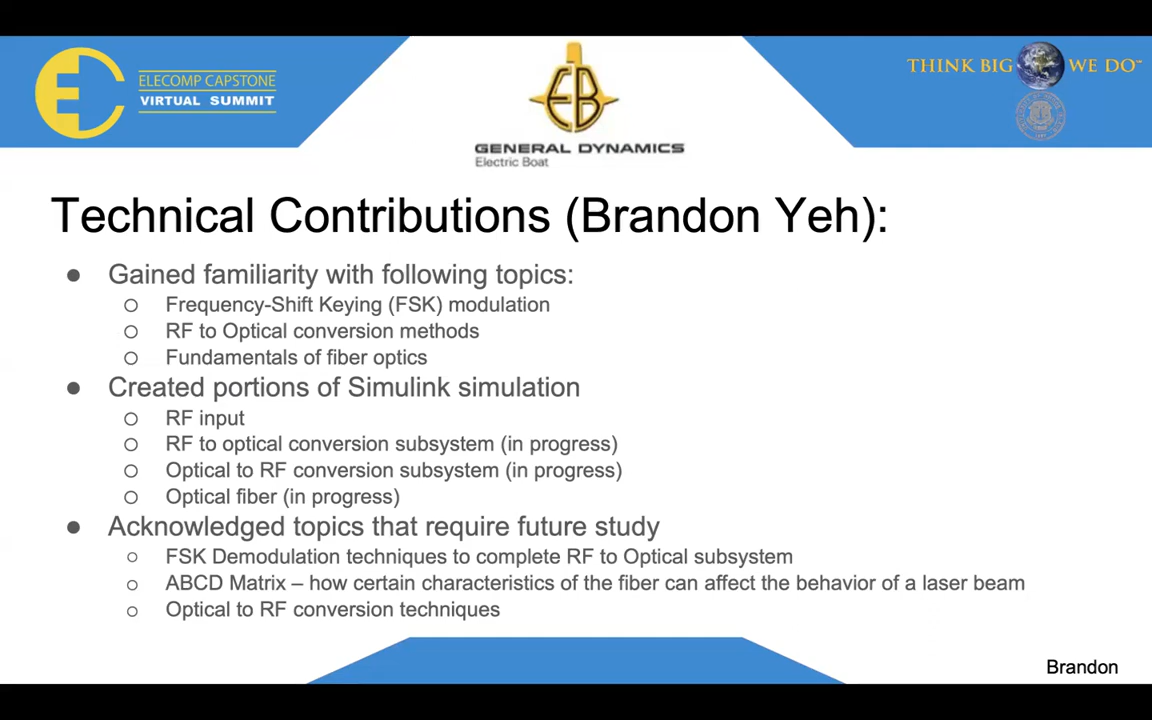 ELECOMP CAPSTONE
VIRTUAL SUMMIT
EB
GENERAL DYNAMICS
Electric Boat
THINK BIG WE DO℠
Technical Contributions (Brandon Yeh):
● Gained familiarity with following topics:
○ Frequency-Shift Keying (FSK) modulation
○ RF to Optical conversion methods
○ Fundamentals of fiber optics
● Created portions of Simulink simulation
○ RF input
○ RF to optical conversion subsystem (in progress)
○ Optical to RF conversion subsystem (in progress)
○ Optical fiber (in progress)
● Acknowledged topics that require future study
○ FSK Demodulation techniques to complete RF to Optical subsystem
○ ABCD Matrix – how certain characteristics of the fiber can affect the behavior of a laser beam
○ Optical to RF conversion techniques
Brandon